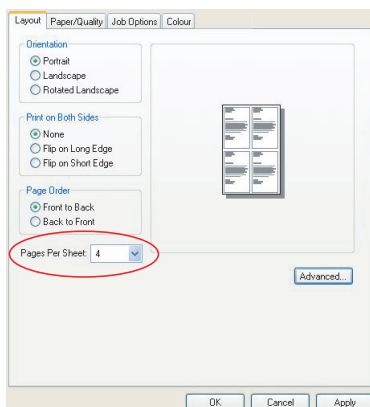 Layout Paper/Quality Job Options Colour
Orientation
Portrait
Landscape
Rotated Landscape
Print on Both Sides
None
Flip on Long Edge
Flip on Short Edge
Page Order
Front to Back
Back to Front
Pages Per Sheet: 4
Advanced...
OK Cancel Apply